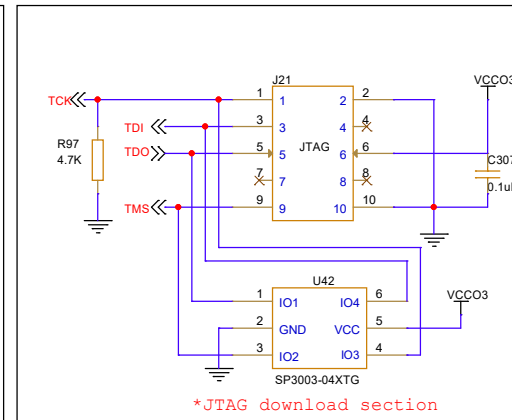 J21
VCCO3
TCK 1 1 2 2
TDI 3 3 4 4
R97
4.7K
TDO 5 5 JTAG 6 6
C307
0.1u
7 7 8 8
TMS 9 9 10 10
U42
1 IO1 IO4 6
VCCO3
2 GND VCC 5
3 IO2 IO3 4
SP3003-04XTG
*JTAG download section